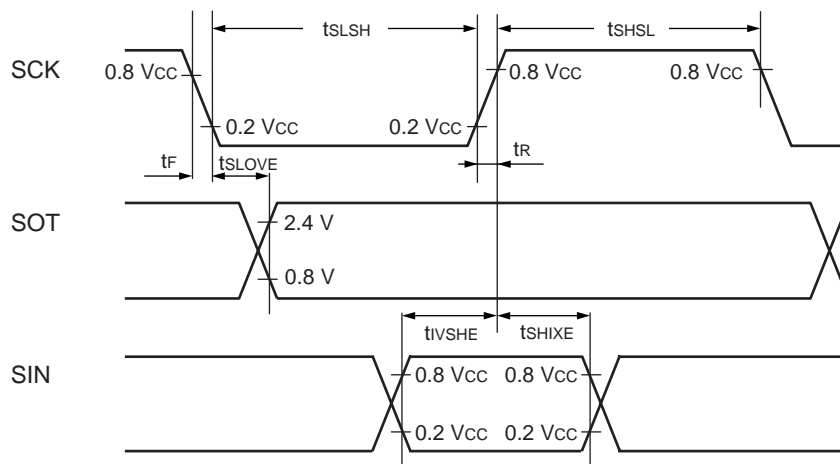 tSLSH tSHSL
SCK 0.8 VCC 0.8 VCC 0.8 VCC
0.2 VCC 0.2 VCC
tF tSLOVE tR
SOT 2.4 V
0.8 V
tIVSHE tSHIXE
SIN 0.8 VCC 0.8 VCC
0.2 VCC 0.2 VCC